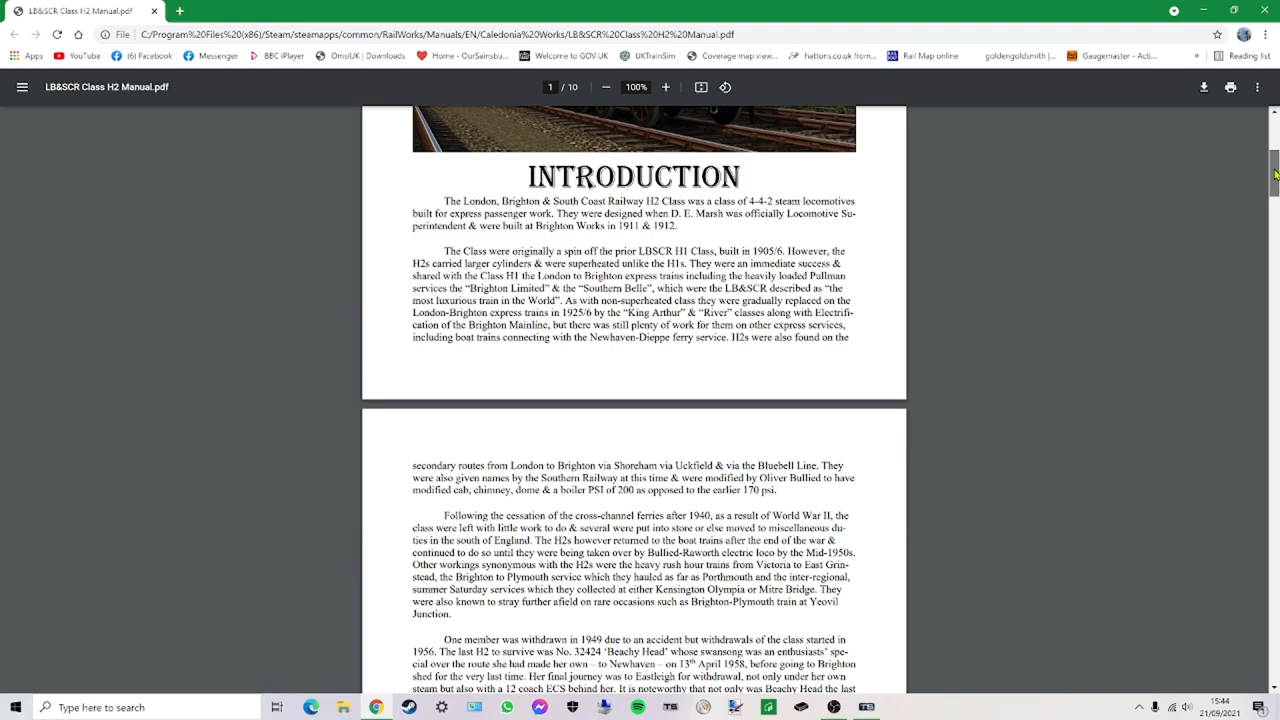 LB&SCR Class H2 Manual.pdf
File
C:/Program%20Files%20(x86)/Steam/steamapps/common/RailWorks/Manuals/EN/Caledonia%20Works/LB&SCR%20Class%20H2%20Manual.pdf
Apps YouTube (6) Facebook Messenger BBC iPlayer OmsiUK | Downloads Home - OurSainsbu... Welcome to GOV.UK UKTrainSim Coverage map view... hattons.co.uk from... Rail Map online goldengoldsmith |... Gaugemaster - Acti... » Reading list
LB&SCR Class H2 Manual.pdf 1 / 10 — 100% +
INTRODUCTION
The London, Brighton & South Coast Railway H2 Class was a class of 4-4-2 steam locomotives
built for express passenger work. They were designed when D. E. Marsh was officially Locomotive Su-
perintendent & were built at Brighton Works in 1911 & 1912.
The Class were originally a spin off the prior LBSCR H1 Class, built in 1905/6. However, the
H2s carried larger cylinders & were superheated unlike the H1s. They were an immediate success &
shared with the Class H1 the London to Brighton express trains including the heavily loaded Pullman
services the “Brighton Limited” & the “Southern Belle”, which were the LB&SCR described as “the
most luxurious train in the World”. As with non-superheated class they were gradually replaced on the
London-Brighton express trains in 1925/6 by the “King Arthur” & “River” classes along with Electrifi-
cation of the Brighton Mainline, but there was still plenty of work for them on other express services,
including boat trains connecting with the Newhaven-Dieppe ferry service. H2s were also found on the
secondary routes from London to Brighton via Shoreham via Uckfield & via the Bluebell Line. They
were also given names by the Southern Railway at this time & were modified by Oliver Bullied to have
modified cab, chimney, dome & a boiler PSI of 200 as opposed to the earlier 170 psi.
Following the cessation of the cross-channel ferries after 1940, as a result of World War II, the
class were left with little work to do & several were put into store or else moved to miscellaneous du-
ties in the south of England. The H2s however returned to the boat trains after the end of the war &
continued to do so until they were being taken over by Bullied-Raworth electric loco by the Mid-1950s.
Other workings synonymous with the H2s were the heavy rush hour trains from Victoria to East Grin-
stead, the Brighton to Plymouth service which they hauled as far as Porthmouth and the inter-regional,
summer Saturday services which they collected at either Kensington Olympia or Mitre Bridge. They
were also known to stray further afield on rare occasions such as Brighton-Plymouth train at Yeovil
Junction.
One member was withdrawn in 1949 due to an accident but withdrawals of the class started in
1956. The last H2 to survive was No. 32424 ‘Beachy Head’ whose swansong was an enthusiasts’ spe-
cial over the route she had made her own – to Newhaven – on 13th April 1958, before going to Brighton
shed for the very last time. Her final journey was to Eastleigh for withdrawal, not only under her own
steam but also with a 12 coach ECS behind her. It is noteworthy that not only was Beachy Head the last
Type here to search
15:44
21/09/2021